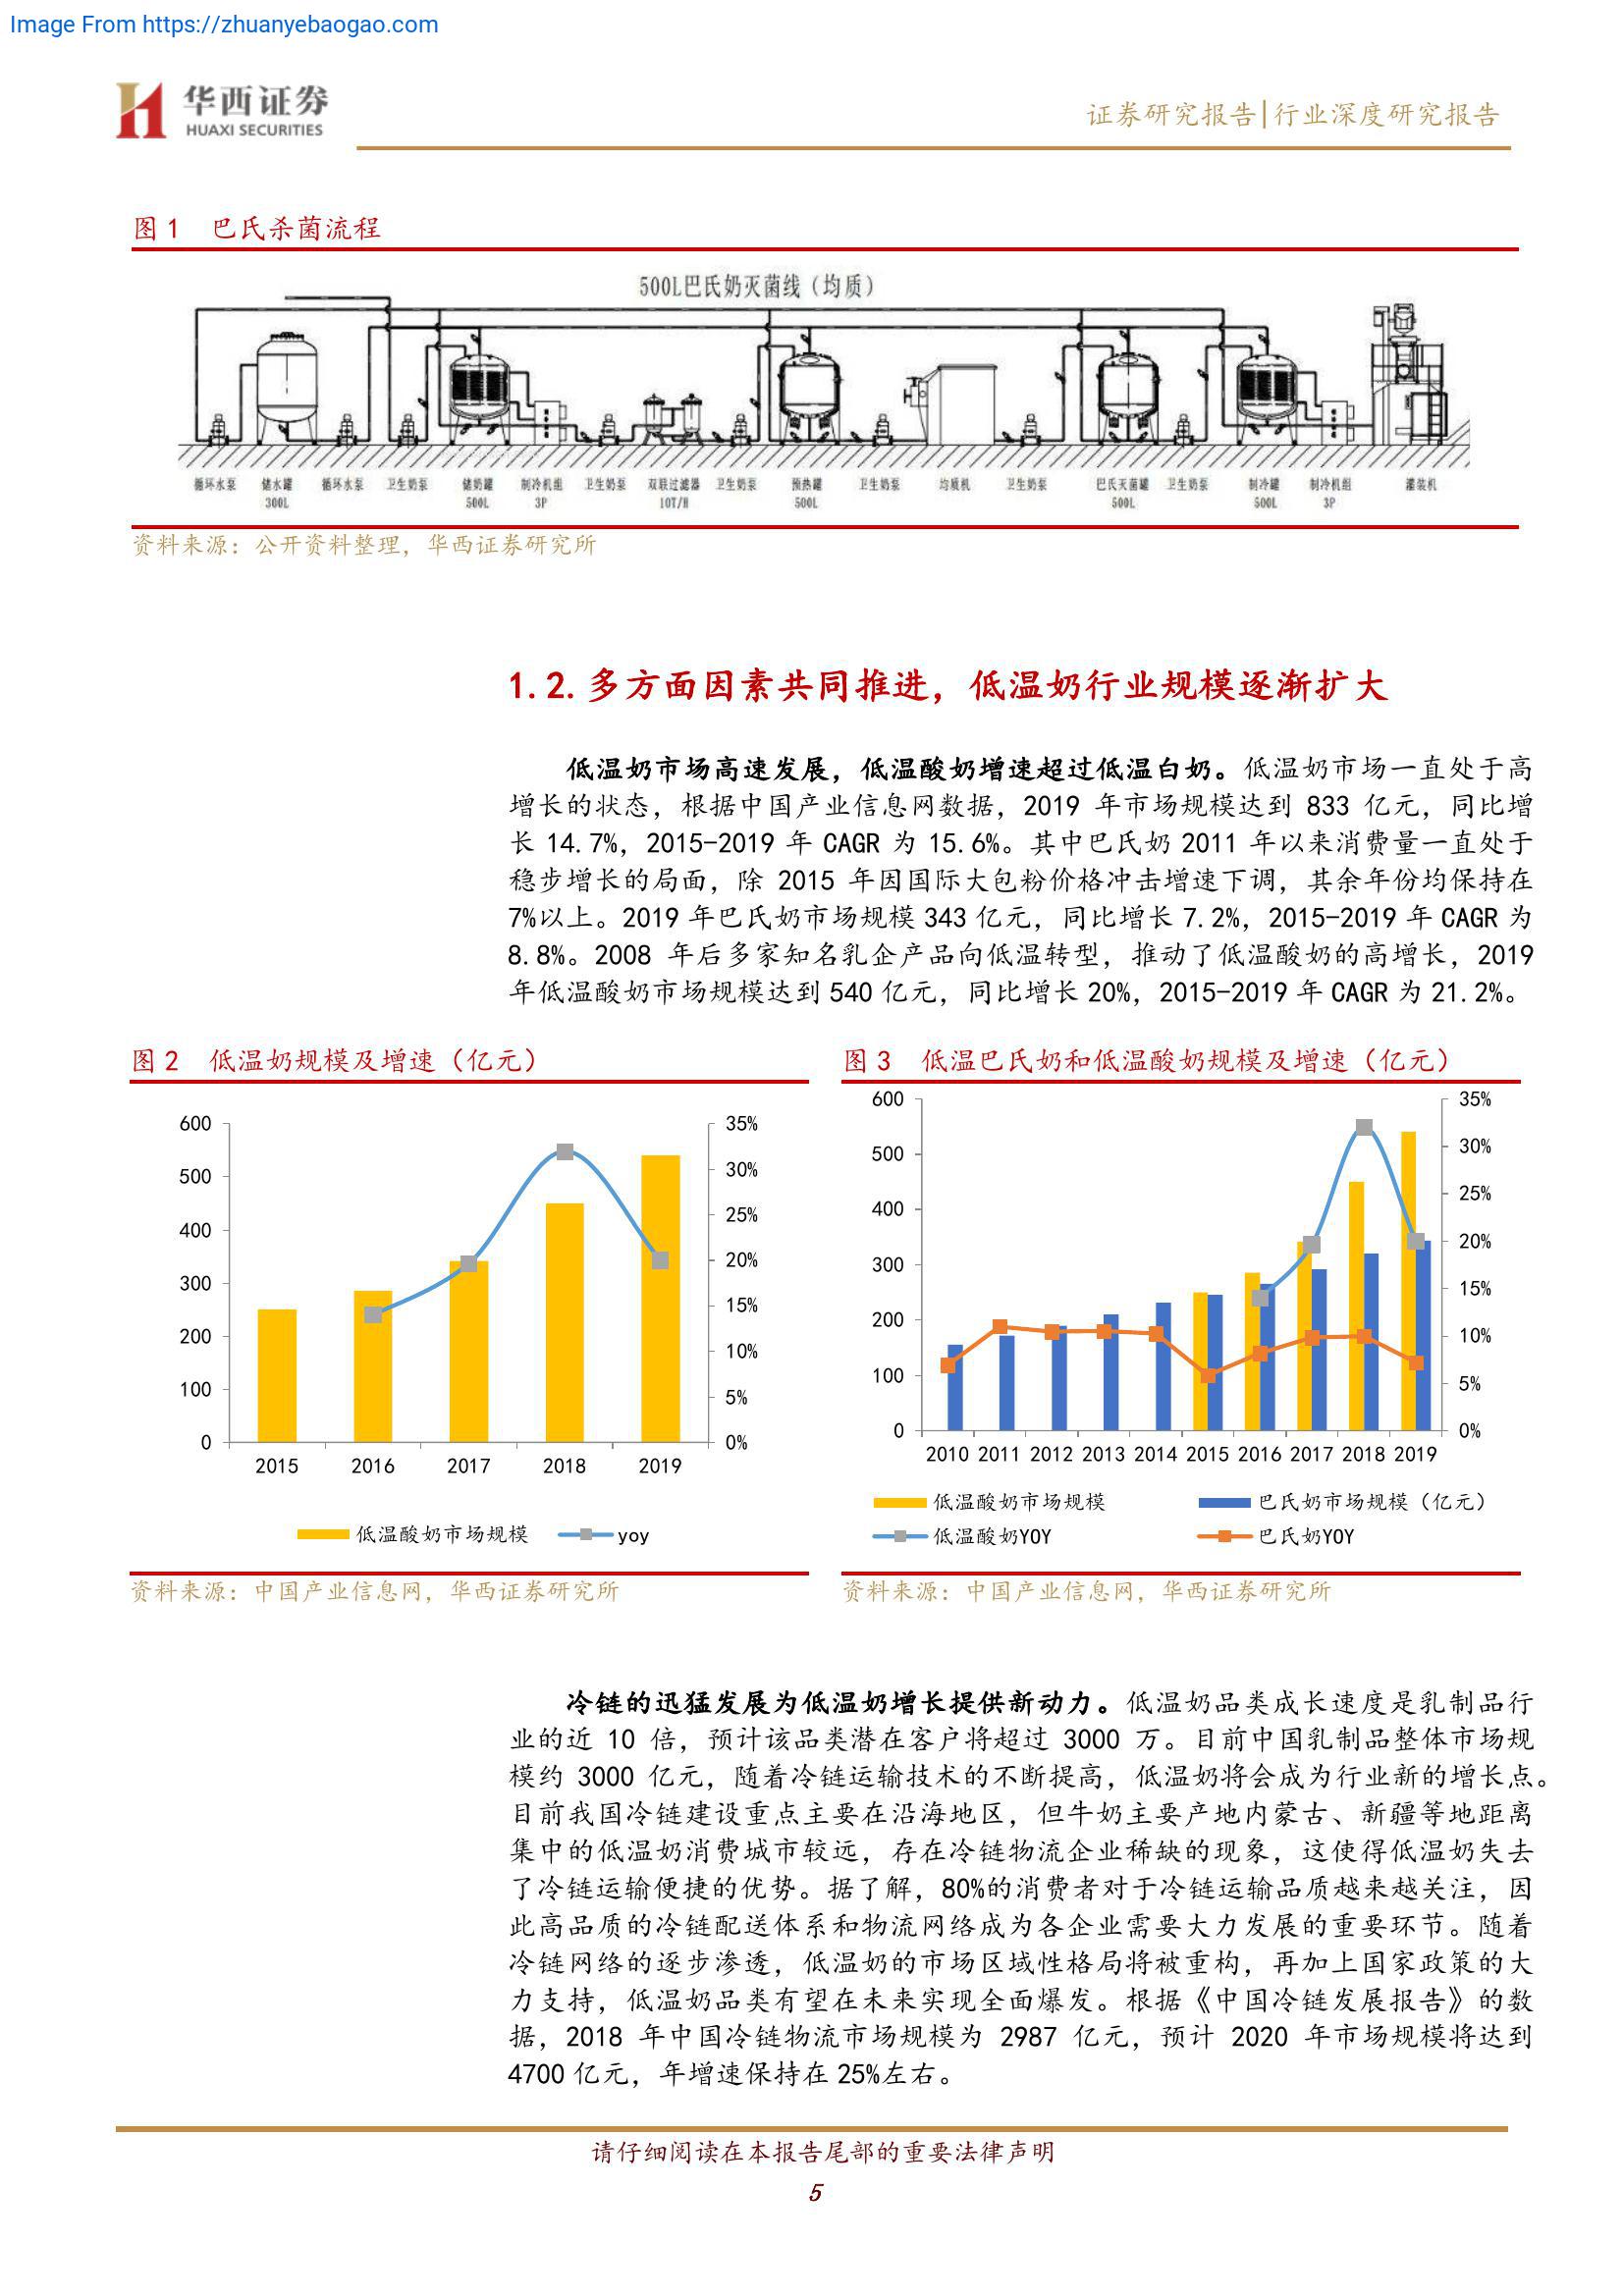 Image From https://zhuanyebaogao.com
华西证券
HUAXI SECURITIES
证券研究报告|行业深度研究报告
图 1 巴氏杀菌流程
500L巴氏奶灭菌线（均质）
循环水泵 储水罐 循环水泵 卫生奶泵 储奶罐 制冷机组 卫生奶泵 双联过滤器 卫生奶泵 预热罐 卫生奶泵 均质机 卫生奶泵 巴氏灭菌罐 卫生奶泵 制冷罐 制冷机组 灌装机
300L 500L 3P 10T/H 500L 500L 500L 3P
资料来源：公开资料整理，华西证券研究所
1.2.多方面因素共同推进，低温奶行业规模逐渐扩大
低温奶市场高速发展，低温酸奶增速超过低温白奶。低温奶市场一直处于高
增长的状态，根据中国产业信息网数据，2019 年市场规模达到 833 亿元，同比增
长 14.7%，2015-2019 年 CAGR 为 15.6%。其中巴氏奶 2011 年以来消费量一直处于
稳步增长的局面，除 2015 年因国际大包粉价格冲击增速下调，其余年份均保持在
7%以上。2019 年巴氏奶市场规模 343 亿元，同比增长 7.2%，2015-2019 年 CAGR 为
8.8%。2008 年后多家知名乳企产品向低温转型，推动了低温酸奶的高增长，2019
年低温酸奶市场规模达到 540 亿元，同比增长 20%，2015-2019 年 CAGR 为 21.2%。
图 2 低温奶规模及增速（亿元）
600
500
400
300
200
100
0
35%
30%
25%
20%
15%
10%
5%
0%
2015 2016 2017 2018 2019
低温酸奶市场规模 yoy
资料来源：中国产业信息网，华西证券研究所
图 3 低温巴氏奶和低温酸奶规模及增速（亿元）
600
500
400
300
200
100
0
35%
30%
25%
20%
15%
10%
5%
0%
2010 2011 2012 2013 2014 2015 2016 2017 2018 2019
低温酸奶市场规模 巴氏奶市场规模（亿元）
低温酸奶YOY 巴氏奶YOY
资料来源：中国产业信息网，华西证券研究所
冷链的迅猛发展为低温奶增长提供新动力。低温奶品类成长速度是乳制品行
业的近 10 倍，预计该品类潜在客户将超过 3000 万。目前中国乳制品整体市场规
模约 3000 亿元，随着冷链运输技术的不断提高，低温奶将会成为行业新的增长点。
目前我国冷链建设重点主要在沿海地区，但牛奶主要产地内蒙古、新疆等地距离
集中的低温奶消费城市较远，存在冷链物流企业稀缺的现象，这使得低温奶失去
了冷链运输便捷的优势。据了解，80%的消费者对于冷链运输品质越来越关注，因
此高品质的冷链配送体系和物流网络成为各企业需要大力发展的重要环节。随着
冷链网络的逐步渗透，低温奶的市场区域性格局将被重构，再加上国家政策的大
力支持，低温奶品类有望在未来实现全面爆发。根据《中国冷链发展报告》的数
据，2018 年中国冷链物流市场规模为 2987 亿元，预计 2020 年市场规模将达到
4700 亿元，年增速保持在 25%左右。
请仔细阅读在本报告尾部的重要法律声明
5